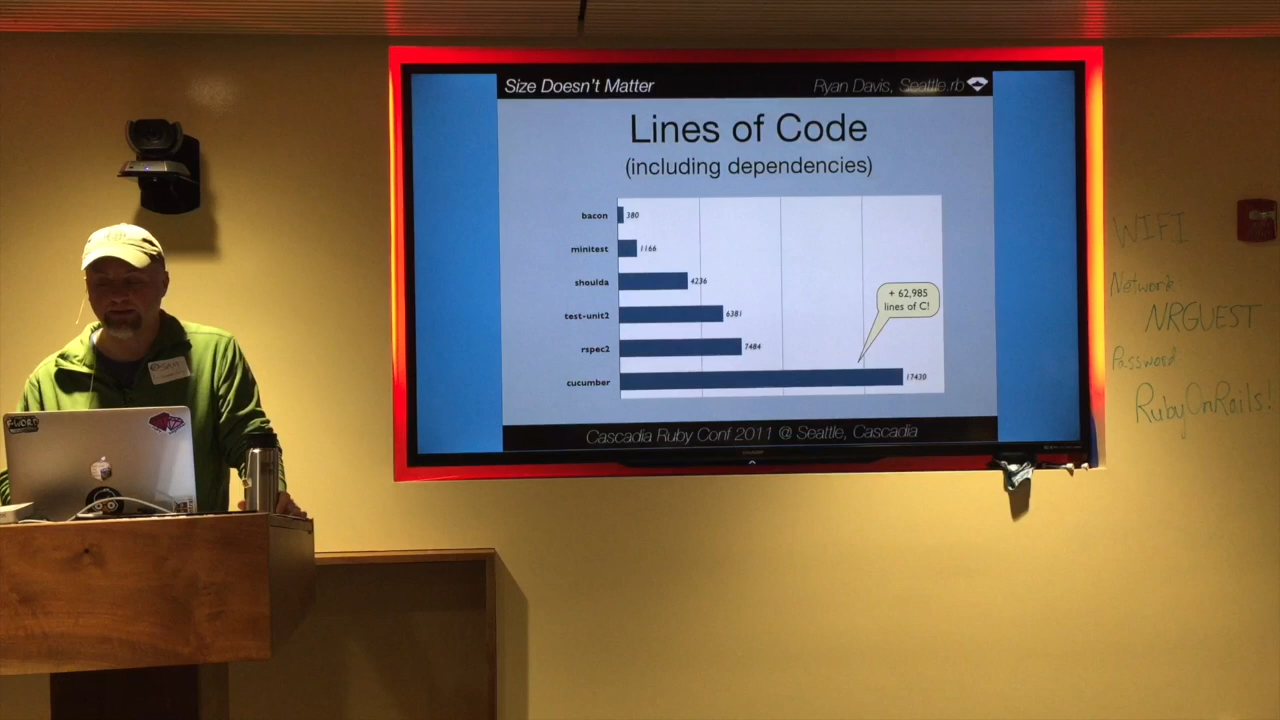 Size Doesn't Matter
Ryan Davis, Seattle.rb
Lines of Code
(including dependencies)
bacon 380
minitest 1166
shoulda 4236
test-unit2 6381
rspec2 7484
cucumber 17430
+ 62,985
lines of C!
Cascadia Ruby Conf 2011 @ Seattle, Cascadia
SHARP
WIFI
Network:
NRGUEST
Password:
RubyOnRails!